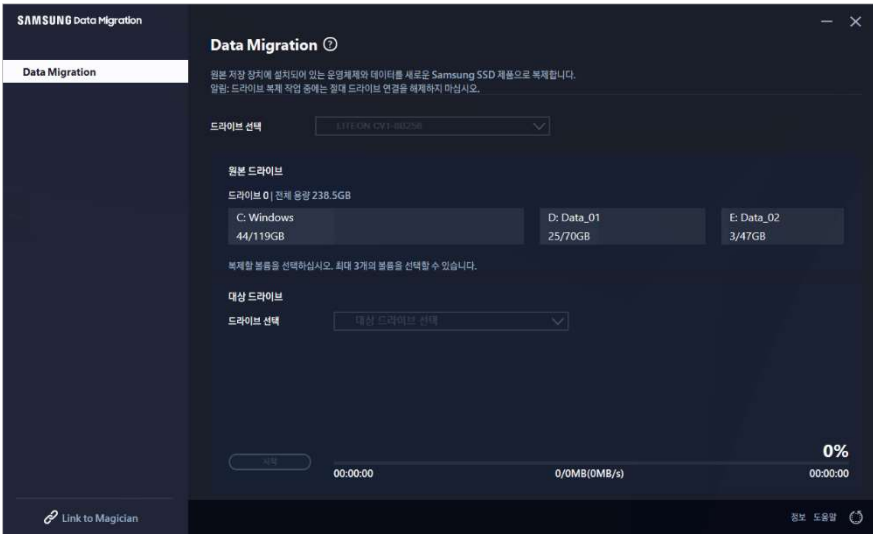 SAMSUNG Data Migration
Data Migration
Data Migration ?
원본 저장 장치에 설치되어 있는 운영체제와 데이터를 새로운 Samsung SSD 제품으로 복제합니다.
알림: 드라이브 복제 작업 중에는 절대 드라이브 연결을 해제하지 마십시오.
드라이브 선택
LITEON CV1-8B256
원본 드라이브
드라이브 0 | 전체 용량 238.5GB
C: Windows
44/119GB
D: Data_01
25/70GB
E: Data_02
3/47GB
복제할 볼륨을 선택하십시오. 최대 3개의 볼륨을 선택할 수 있습니다.
대상 드라이브
드라이브 선택
대상 드라이브 선택
시작
0%
00:00:00
0/0MB(0MB/s)
00:00:00
Link to Magician
정보 도움말